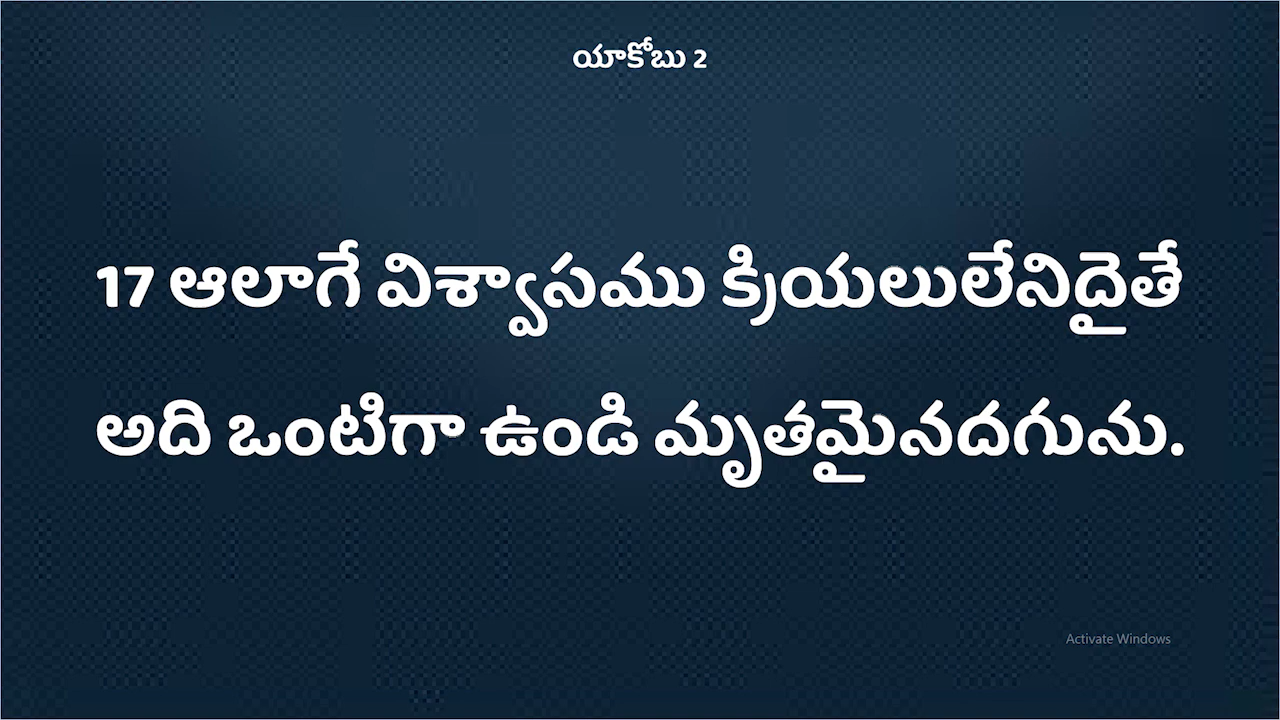 యాకోబు 2
17 ఆలాగే విశ్వాసము క్రియలులేనిదైతే
అది ఒంటిగా ఉండి మృతమైనదగును.
Activate Windows